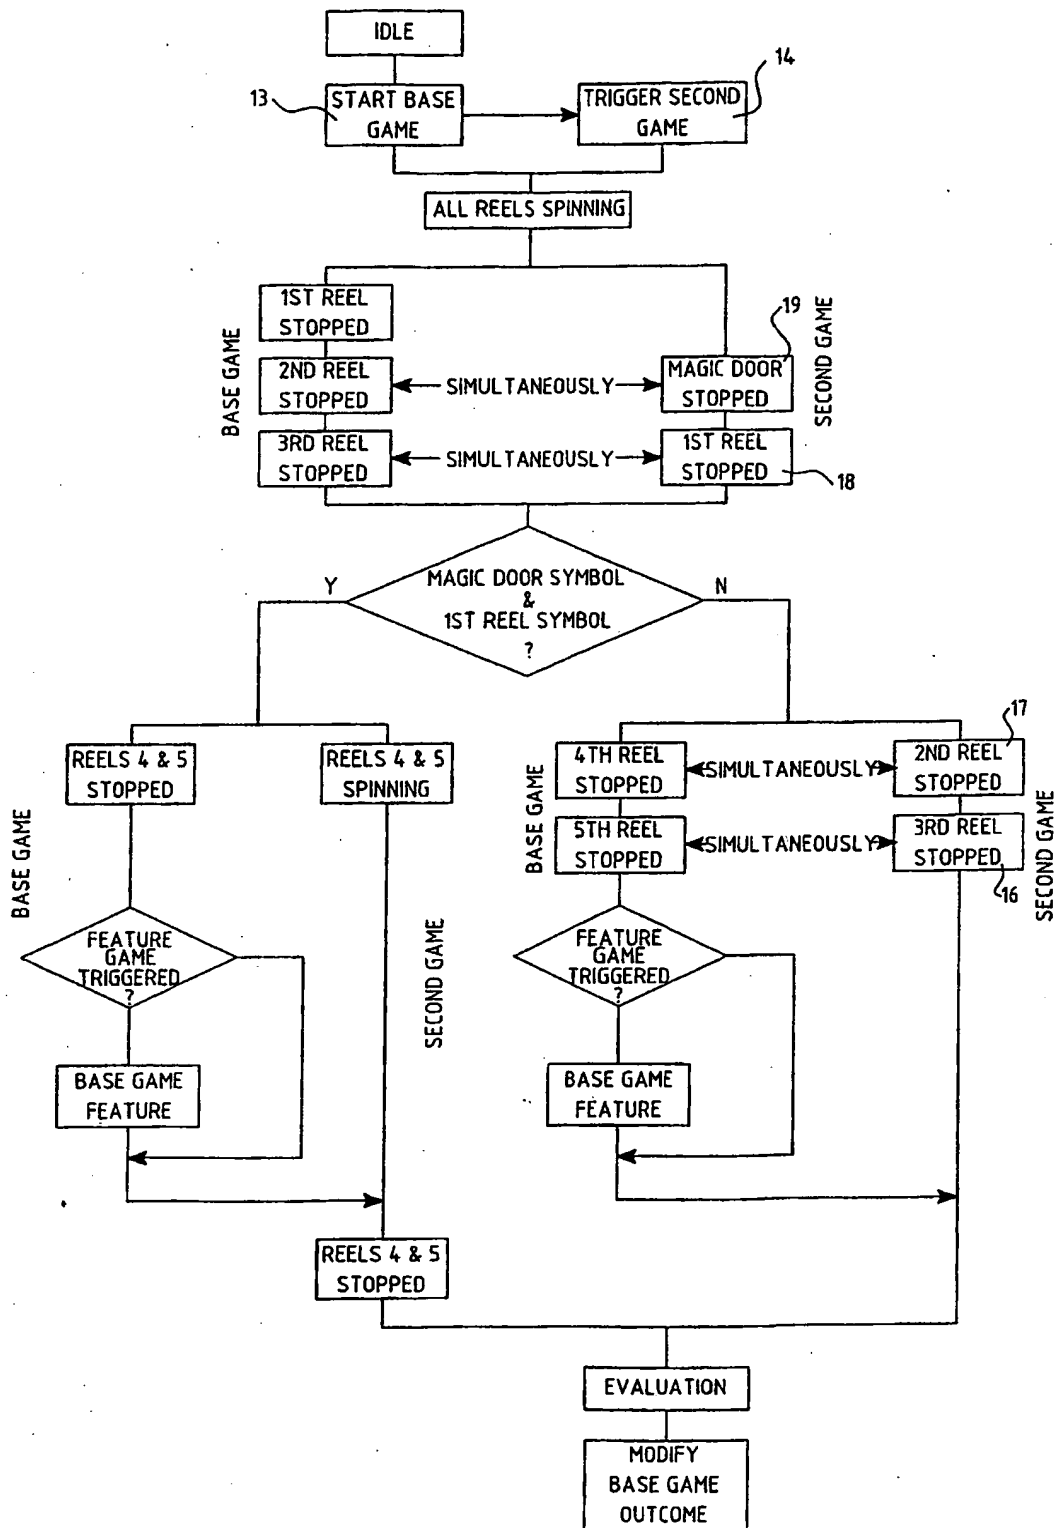 IDLE
13
START BASE
GAME
14
TRIGGER SECOND
GAME
ALL REELS SPINNING
BASE GAME
1ST REEL
STOPPED
2ND REEL
STOPPED
SIMULTANEOUSLY
19
MAGIC DOOR
STOPPED
SECOND GAME
3RD REEL
STOPPED
SIMULTANEOUSLY
1ST REEL
STOPPED
18
Y
MAGIC DOOR SYMBOL
&
1ST REEL SYMBOL
?
N
REELS 4 & 5
STOPPED
REELS 4 & 5
SPINNING
BASE GAME
4TH REEL
STOPPED
SIMULTANEOUSLY
17
2ND REEL
STOPPED
BASE GAME
5TH REEL
STOPPED
SIMULTANEOUSLY
3RD REEL
STOPPED
16
SECOND GAME
FEATURE
GAME
TRIGGERED
?
SECOND GAME
FEATURE
GAME
TRIGGERED
?
BASE GAME
FEATURE
BASE GAME
FEATURE
REELS 4 & 5
STOPPED
EVALUATION
MODIFY
BASE GAME
OUTCOME